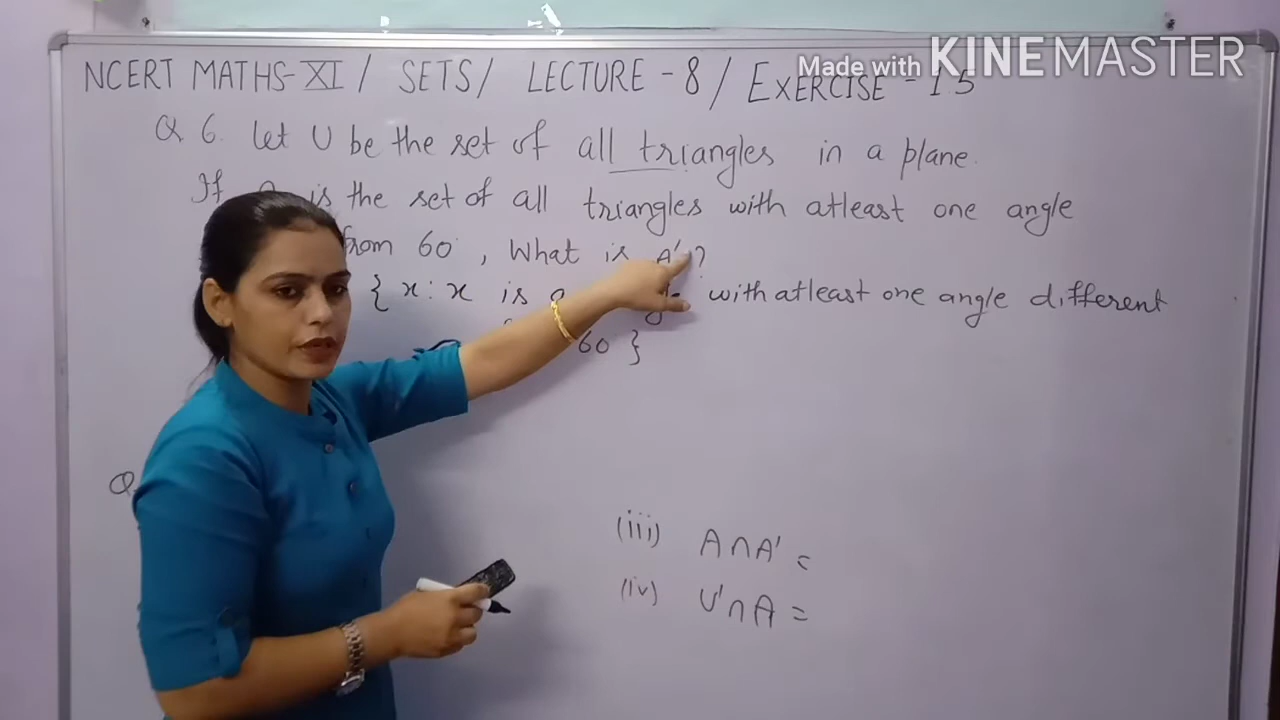 Made with KINEMASTER
NCERT MATHS-XI / SETS / LECTURE - 8 / EXERCISE - 1.5
Q 6. Let U be the set of all triangles in a plane.
If is the set of all triangles with atleast one angle
from 60°, What is A'?
{ x : x is a with atleast one angle different
60° }
Q.
(iii) A∩A' =
(iv) U'∩A =